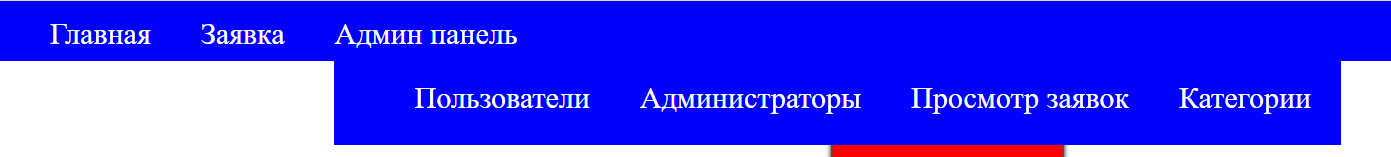 Главная Заявка Админ панель
Пользователи Администраторы Просмотр заявок Категории